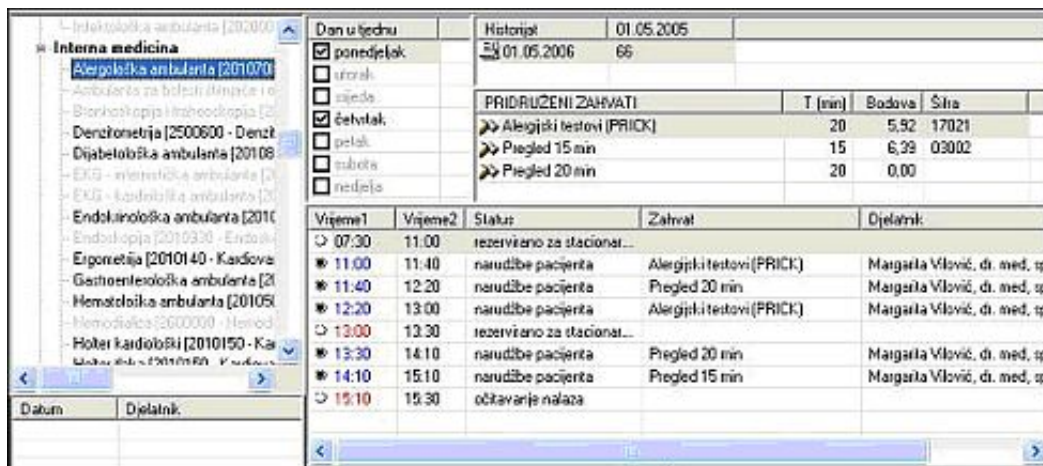 Interna medicina
Alergološka ambulanta [201070
Denzitometrija [2500600 - Denzit
Dijabetološka ambulanta [20108
Endokrinološka ambulanta [2010
Ergometrija [2010140 - Kardiova
Gastroenterološka ambulanta [2
Hematološka ambulanta [201050
Holter kardiološki [2010150 - Ka
Datum Djelatnik
Dan u tjednu
ponedjeljak
utorak
srijeda
četvrtak
petak
subota
nedjelja
Historijat 01.05.2005
01.05.2006 66
PRIDRUŽENI ZAHVATI T (min) Bodova Šifra
Alergijski testovi (PRICK) 20 5,92 17021
Pregled 15 min 15 6,39 03002
Pregled 20 min 20 0,00
Vrijeme1 Vrijeme2 Status Zahvat Djelatnik
07:30 11:00 rezervirano za stacionar...
11:00 11:40 narudžbe pacijenta Alergijski testovi (PRICK) Margarita Vilović, dr. med, sp
11:40 12:20 narudžbe pacijenta Pregled 20 min Margarita Vilović, dr. med, sp
12:20 13:00 narudžbe pacijenta Alergijski testovi (PRICK) Margarita Vilović, dr. med, sp
13:00 13:30 rezervirano za stacionar...
13:30 14:10 narudžbe pacijenta Pregled 20 min Margarita Vilović, dr. med, sp
14:10 15:10 narudžbe pacijenta Pregled 15 min Margarita Vilović, dr. med, sp
15:10 15:30 očitavanje nalaza